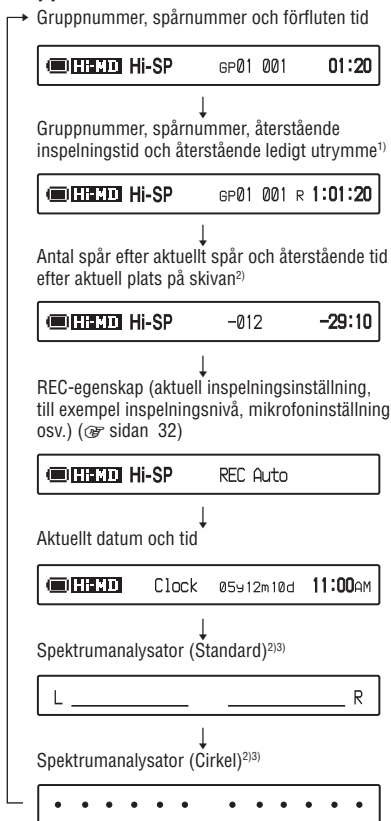 Gruppnummer, spårnummer och förfluten tid
Hi-MD Hi-SP GP01 001 01:20
Gruppnummer, spårnummer, återstående
inspelningstid och återstående ledigt utrymme1)
Hi-MD Hi-SP GP01 001 R 1:01:20
Antal spår efter aktuellt spår och återstående tid
efter aktuell plats på skivan2)
Hi-MD Hi-SP -012 -29:10
REC-egenskap (aktuell inspelningsinställning,
till exempel inspelningsnivå, mikrofoninställning
osv.) (☞ sidan 32)
Hi-MD Hi-SP REC Auto
Aktuellt datum och tid
Hi-MD Clock 05y12m10d 11:00AM
Spektrumanalysator (Standard)2)3)
L R
Spektrumanalysator (Cirkel)2)3)